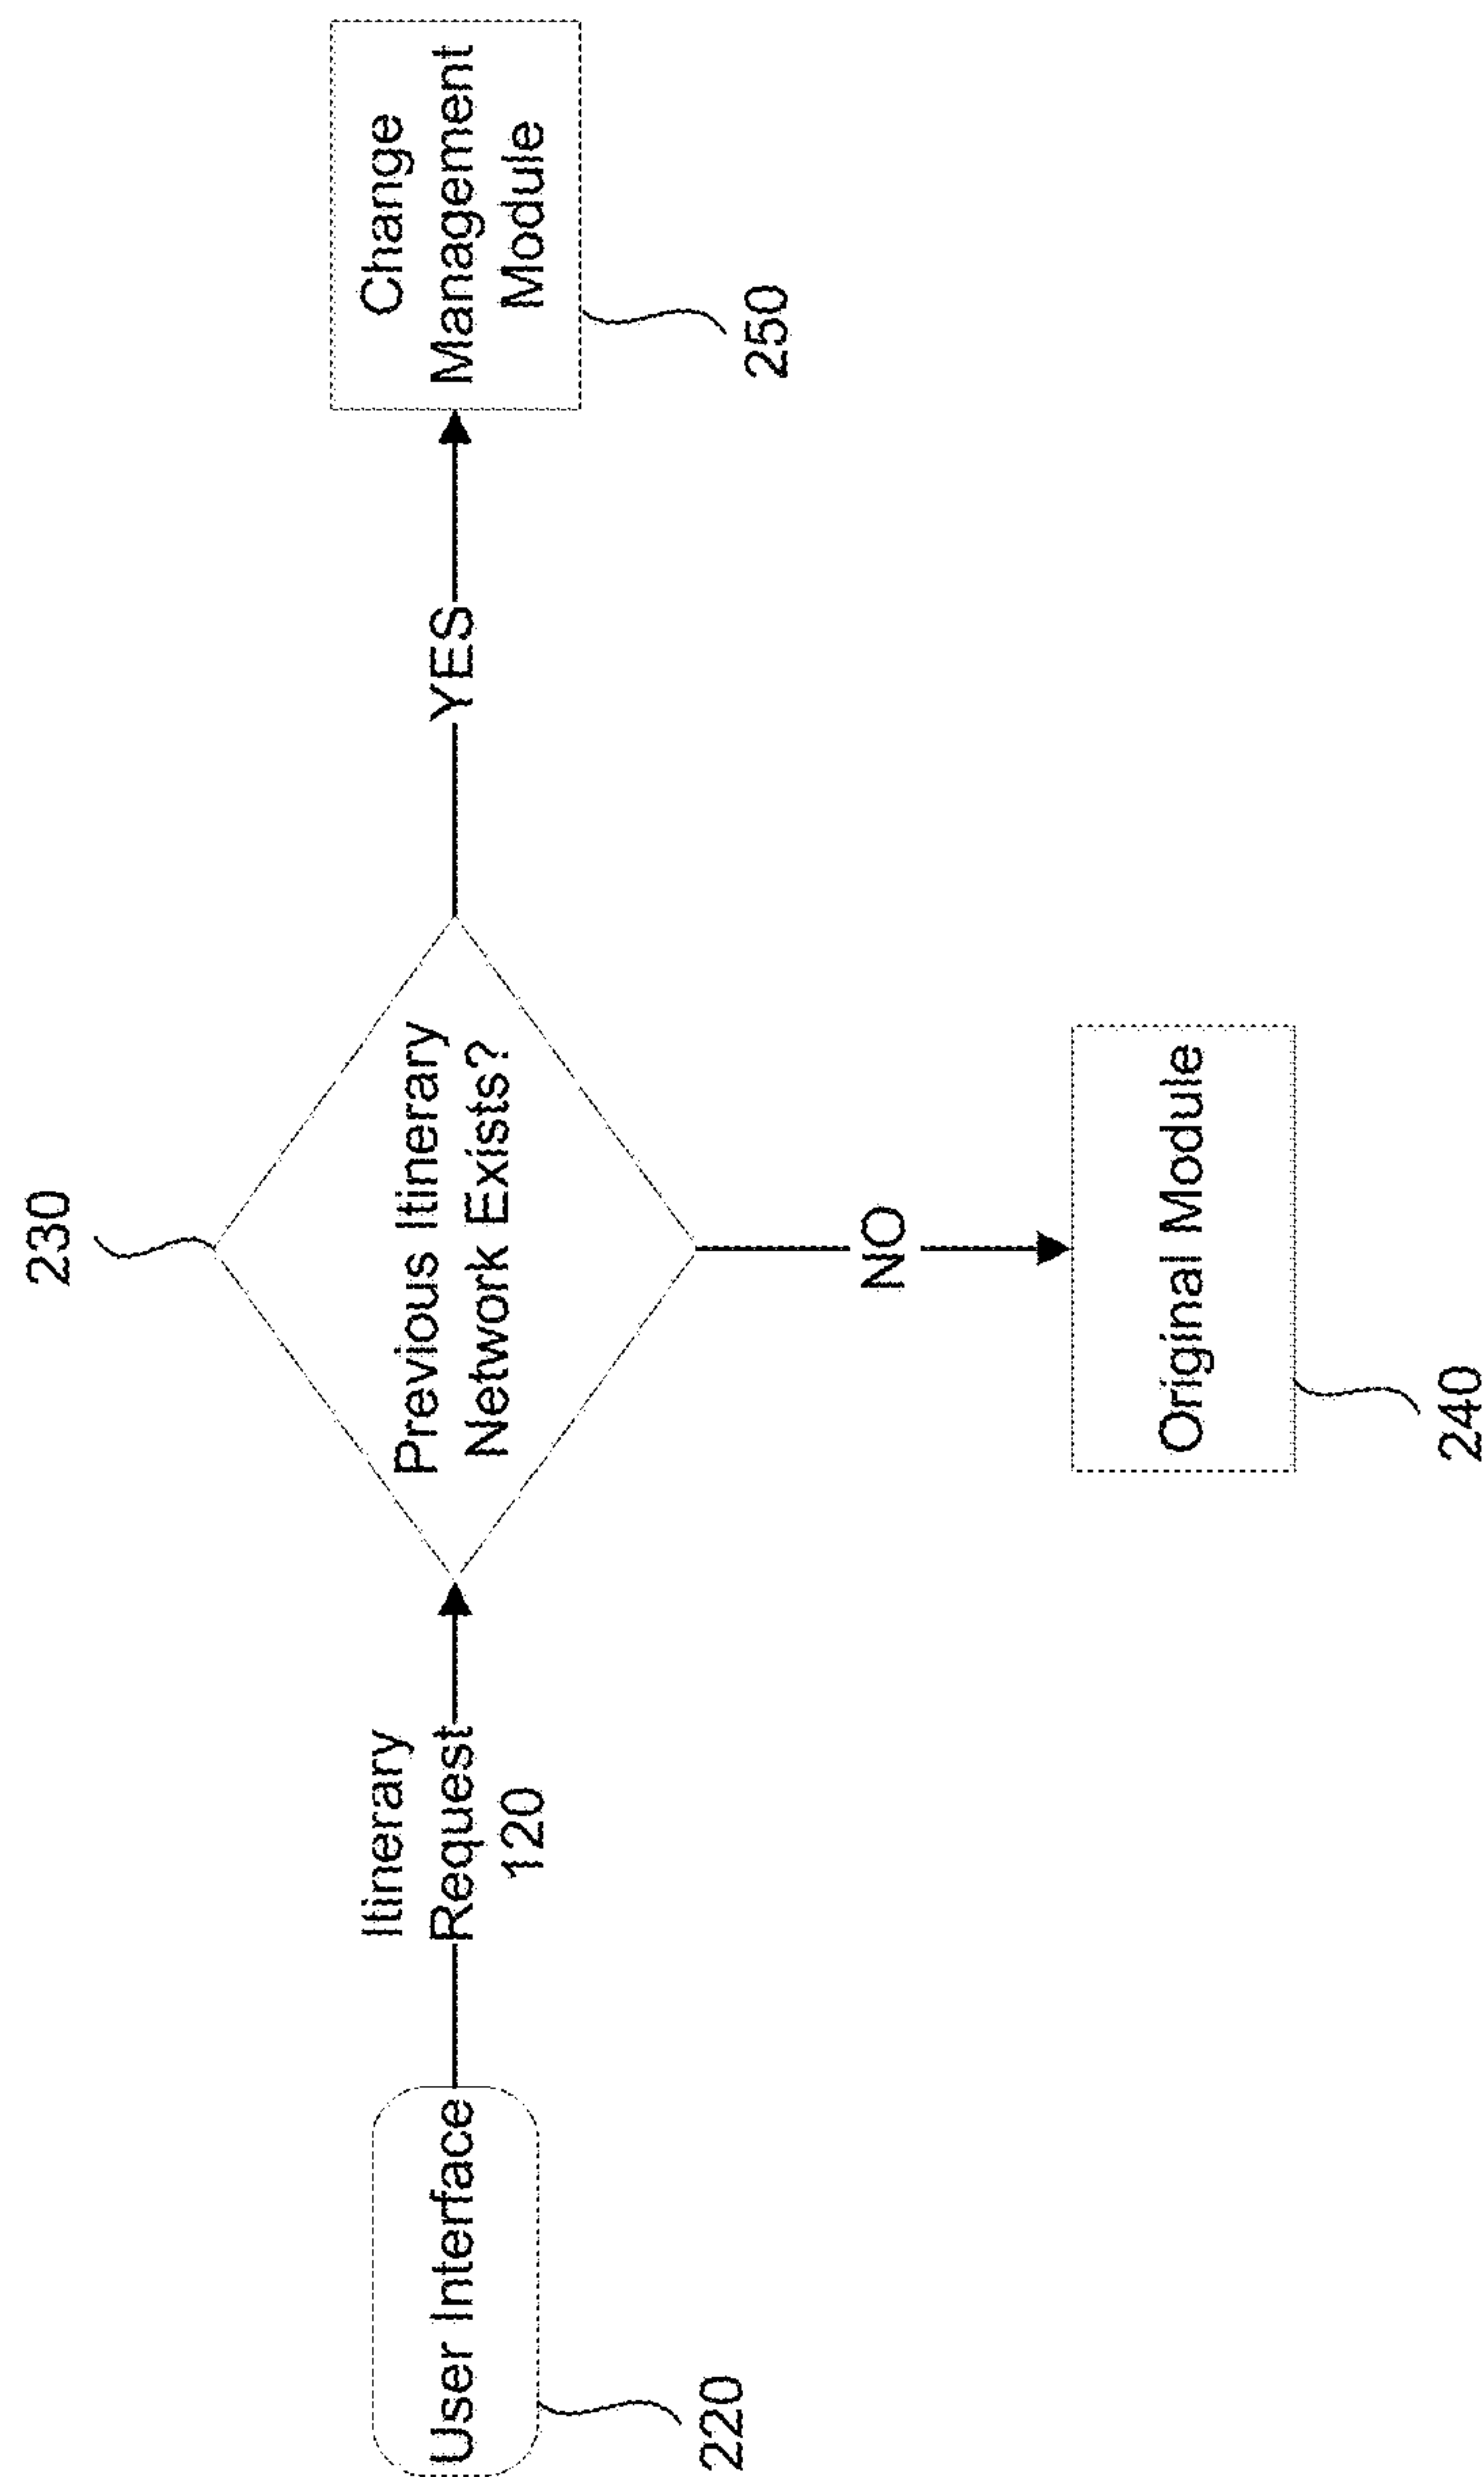 User Interface
220
Itinerary
Request
120
230
Previous Itinerary
Network Exists?
YES
Change
Management
Module
250
NO
Original Module
240